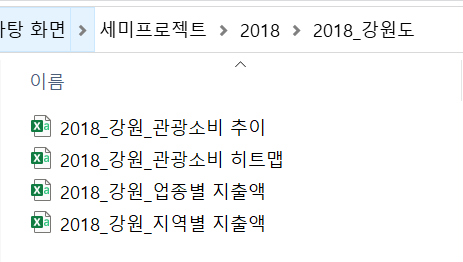 바탕 화면 > 세미프로젝트 > 2018 > 2018_강원도
이름
2018_강원_관광소비 추이
2018_강원_관광소비 히트맵
2018_강원_업종별 지출액
2018_강원_지역별 지출액